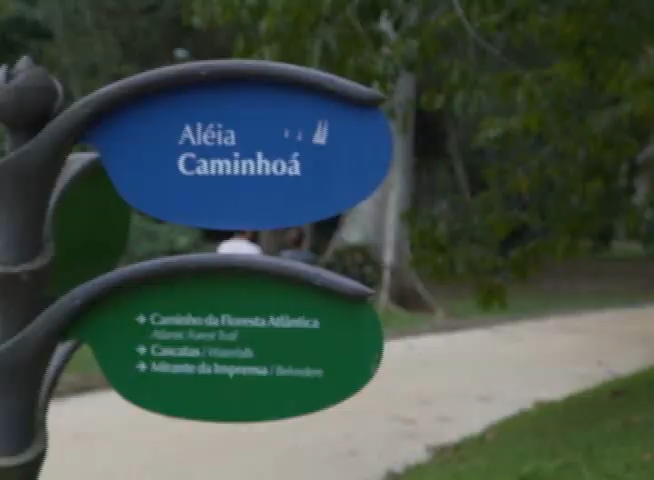 Aléia
Caminhoá
→ Caminho da Floresta Atlântica
Atlantic Forest Trail
→ Cascatas / Waterfalls
→ Mirante da Imprensa / Belvedere